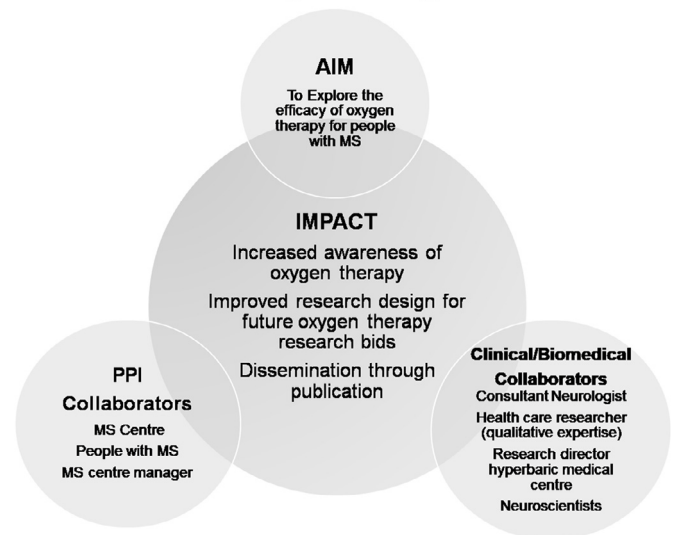 AIM
To Explore the
efficacy of oxygen
therapy for people
with MS
IMPACT
Increased awareness of
oxygen therapy
Improved research design for
future oxygen therapy
research bids
Dissemination through
publication
PPI
Collaborators
MS Centre
People with MS
MS centre manager
Clinical/Biomedical
Collaborators
Consultant Neurologist
Health care researcher
(qualitative expertise)
Research director
hyperbaric medical
centre
Neuroscientists